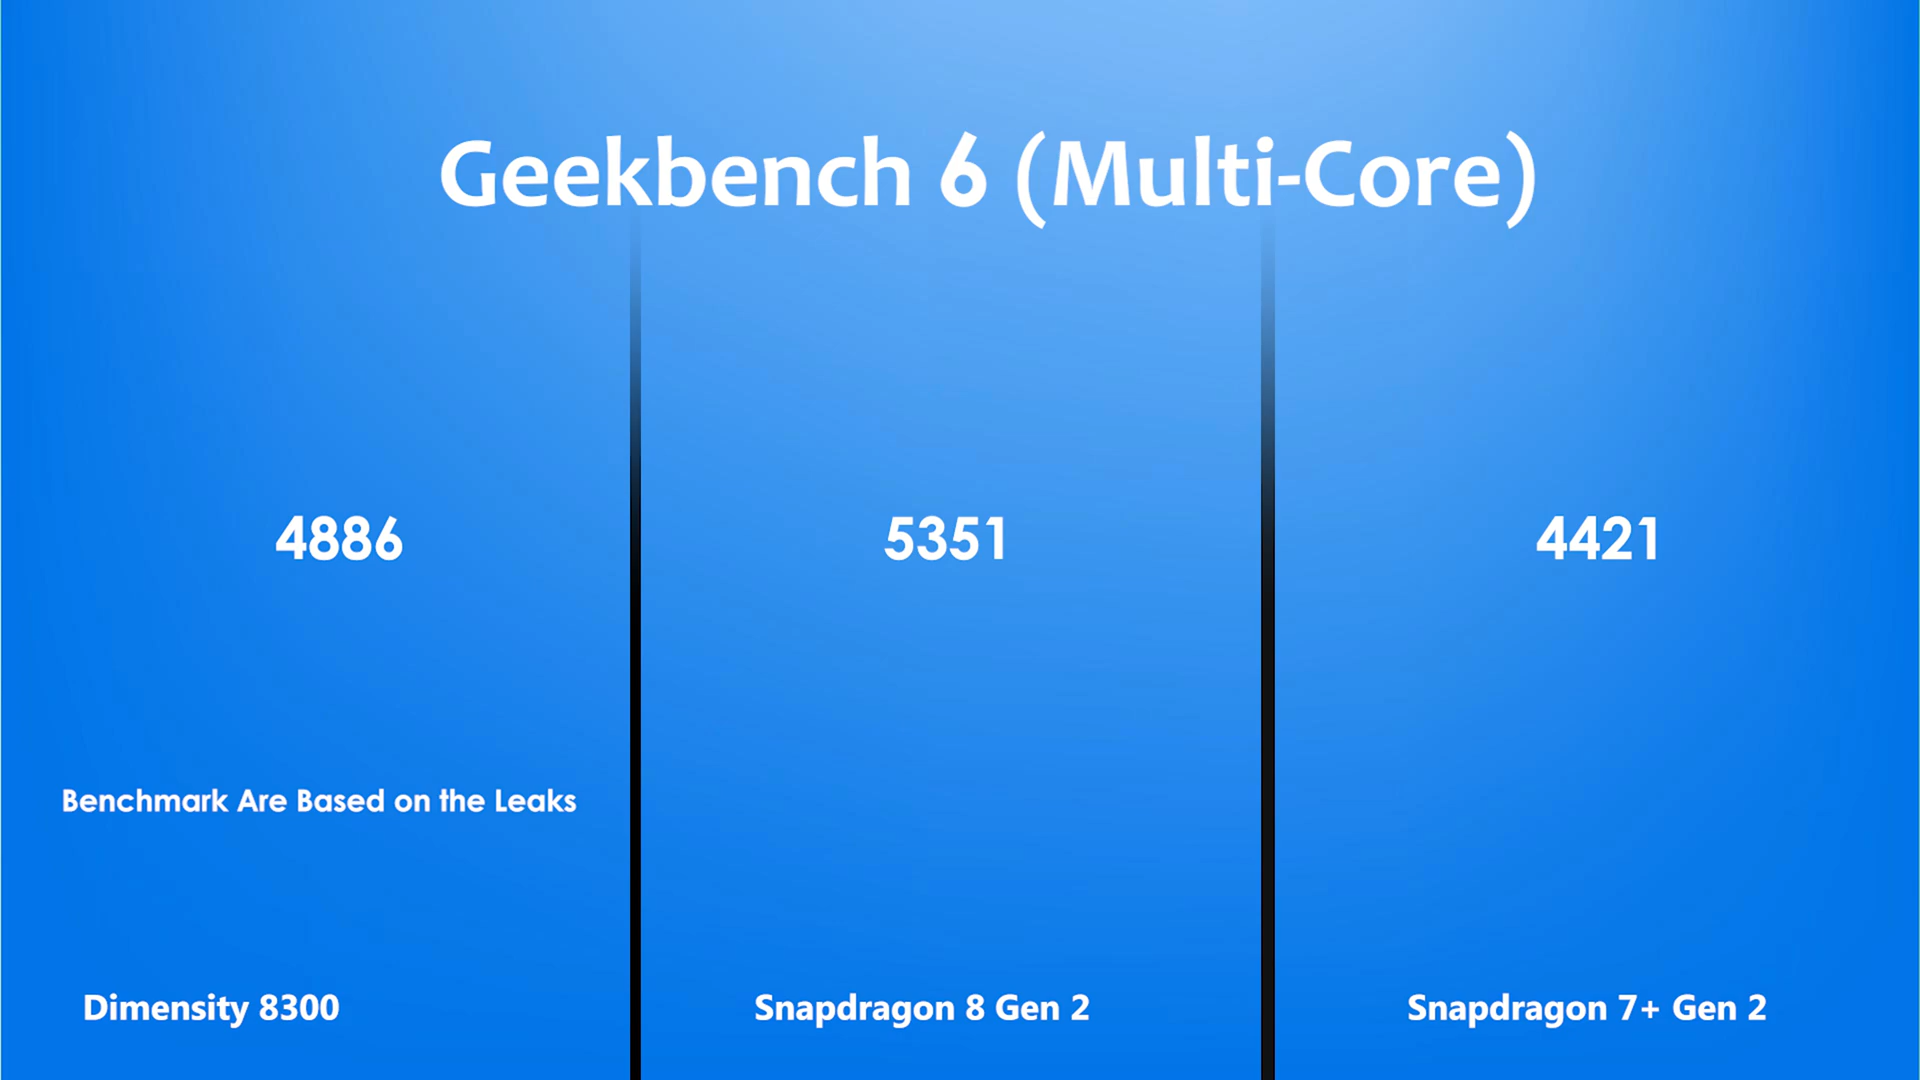 Geekbench 6 (Multi-Core)
4886
5351
4421
Benchmark Are Based on the Leaks
Dimensity 8300
Snapdragon 8 Gen 2
Snapdragon 7+ Gen 2